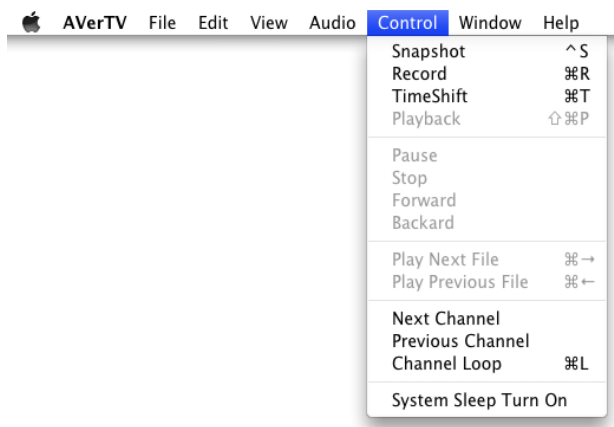 AVerTV File Edit View Audio Control Window Help
Snapshot ^S
Record ⌘R
TimeShift ⌘T
Playback ⇧⌘P
Pause
Stop
Forward
Backard
Play Next File ⌘→
Play Previous File ⌘←
Next Channel
Previous Channel
Channel Loop ⌘L
System Sleep Turn On